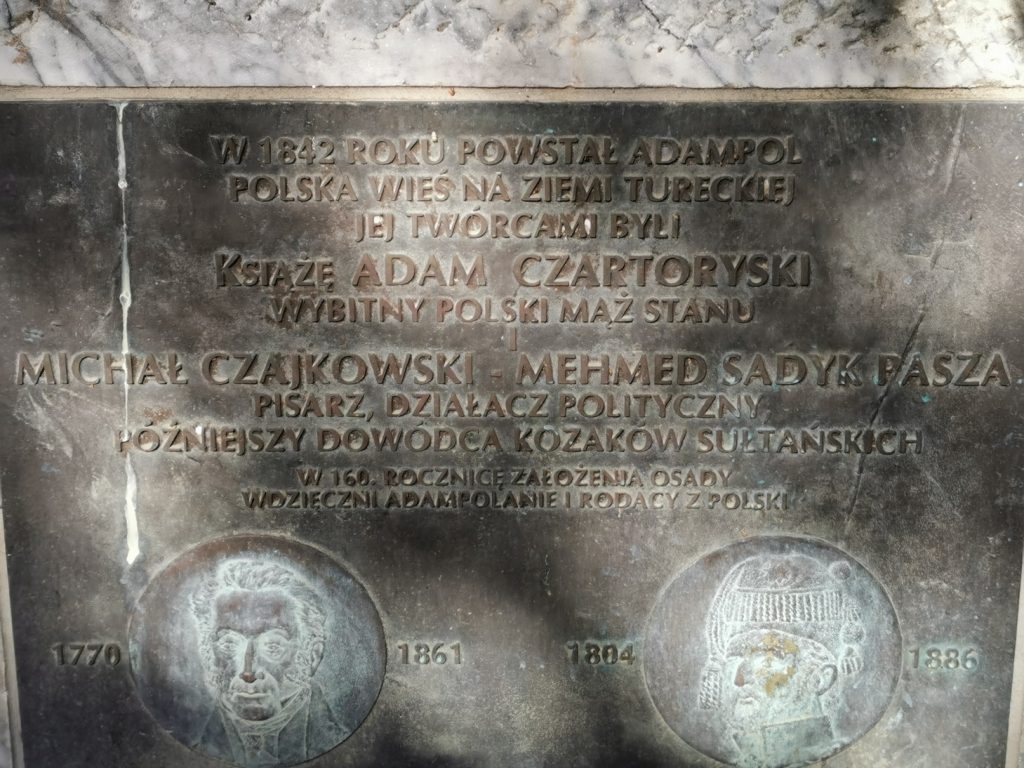 W 1842 ROKU POWSTAŁ ADAMPOL
POLSKA WIEŚ NA ZIEMI TURECKIEJ
JEJ TWÓRCAMI BYLI
KSIĄŻĘ ADAM CZARTORYSKI
WYBITNY POLSKI MĄŻ STANU
I
MICHAŁ CZAJKOWSKI - MEHMED SADYK PASZA
PISARZ, DZIAŁACZ POLITYCZNY
PÓŹNIEJSZY DOWÓDCA KOZAKÓW SUŁTAŃSKICH
W 160. ROCZNICĘ ZAŁOŻENIA OSADY
WDZIĘCZNI ADAMPOLANIE I RODACY Z POLSKI
1770 1861 1804 1886